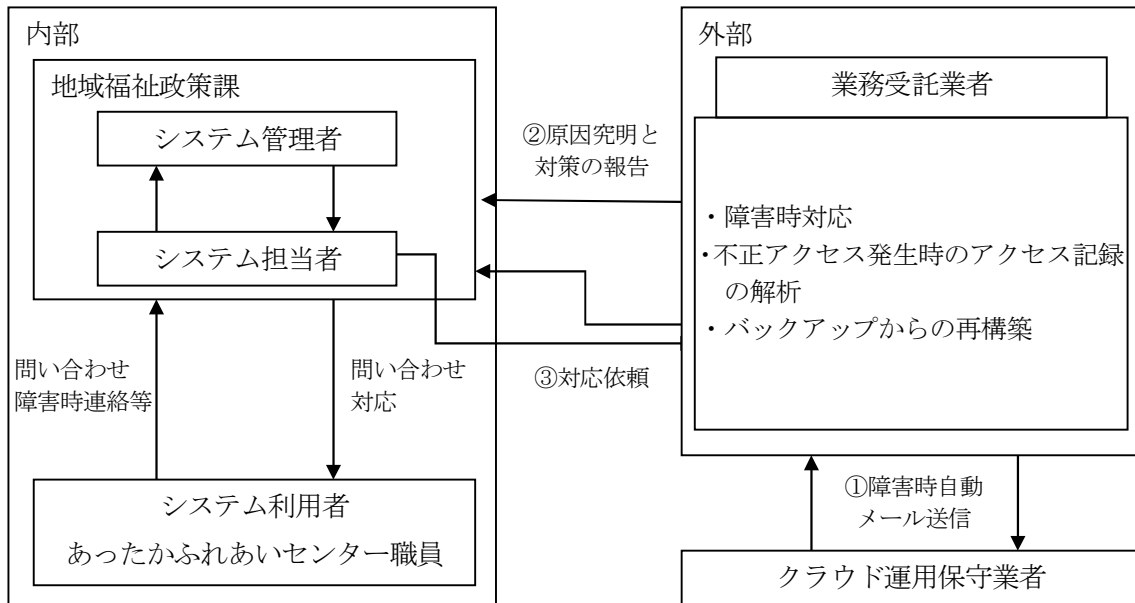 内部
地域福祉政策課
システム管理者
システム担当者
問い合わせ
障害時連絡等
問い合わせ
対応
システム利用者
あったかふれあいセンター職員
②原因究明と
対策の報告
③対応依頼
外部
業務受託業者
・障害時対応
・不正アクセス発生時のアクセス記録
の解析
・バックアップからの再構築
①障害時自動
メール送信
クラウド運用保守業者